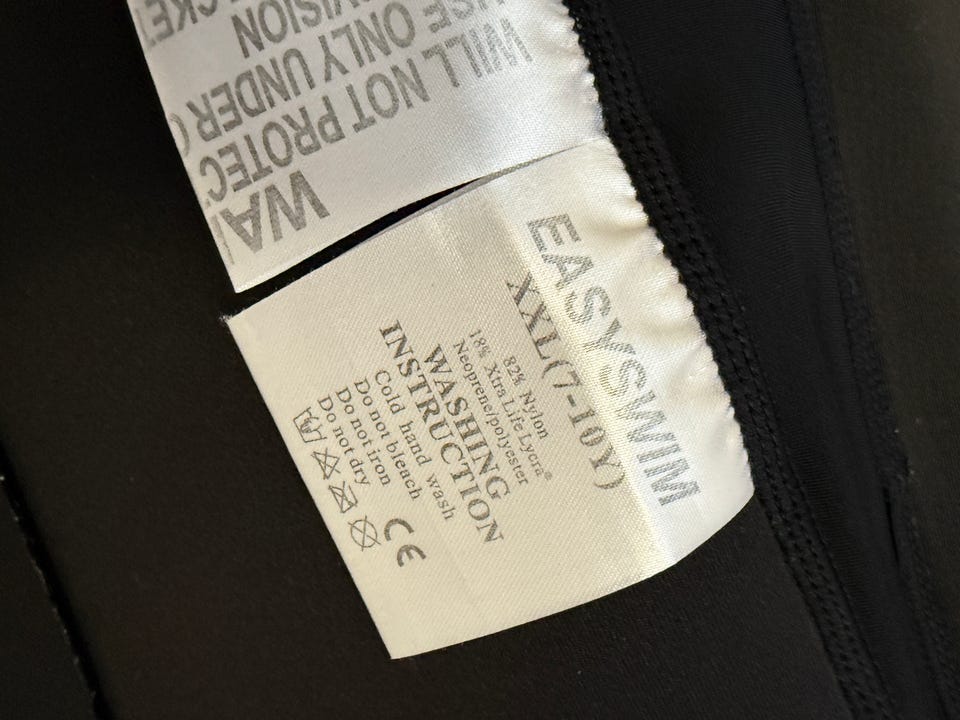 WA
WILL NOT PROTEC
USE ONLY UNDER
VISION
EASYSWIM
XXL(7-10Y)
82% Nylon
18% Xtra Life Lycra®
Neoprene/polyester
WASHING
INSTRUCTION
Cold hand wash
Do not bleach
Do not iron
Do not dry
CE